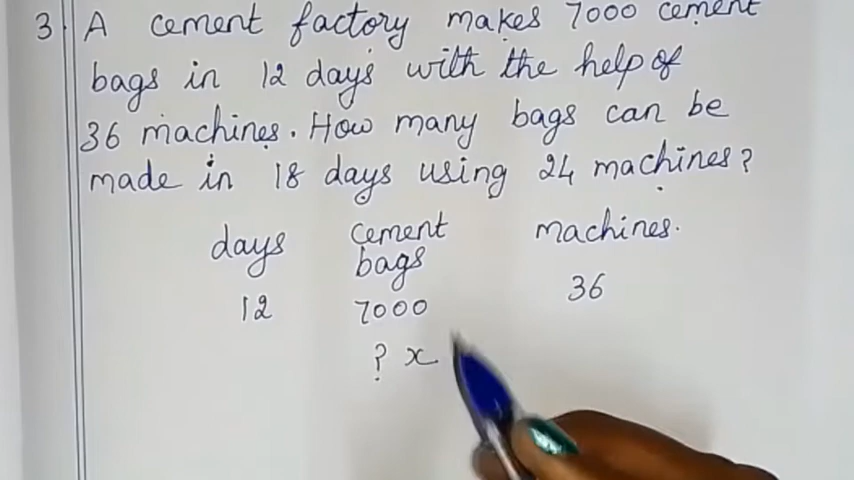 3. A cement factory makes 7000 cement
bags in 12 days with the help of
36 machines. How many bags can be
made in 18 days using 24 machines?
days cement bags machines.
12 7000 36
? x